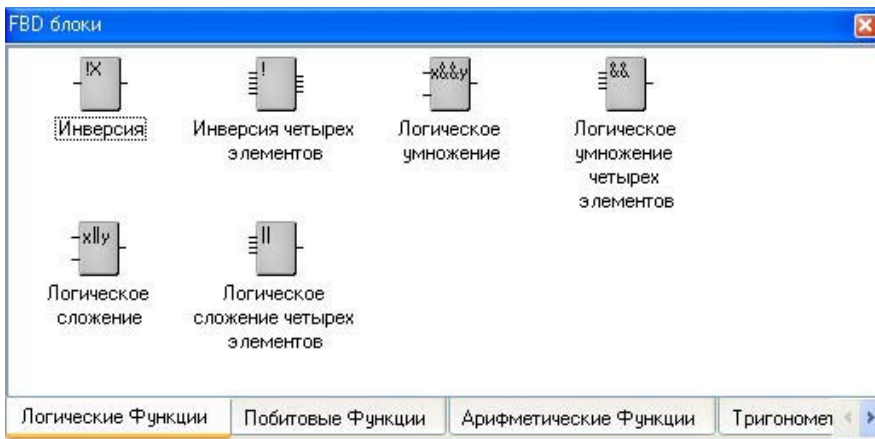 FBD блоки
!X
!
x&&y
&&
Инверсия
Инверсия четырех
элементов
Логическое
умножение
Логическое
умножение
четырех
элементов
x||y
||
Логическое
сложение
Логическое
сложение четырех
элементов
Логические Функции
Побитовые Функции
Арифметические Функции
Тригономет